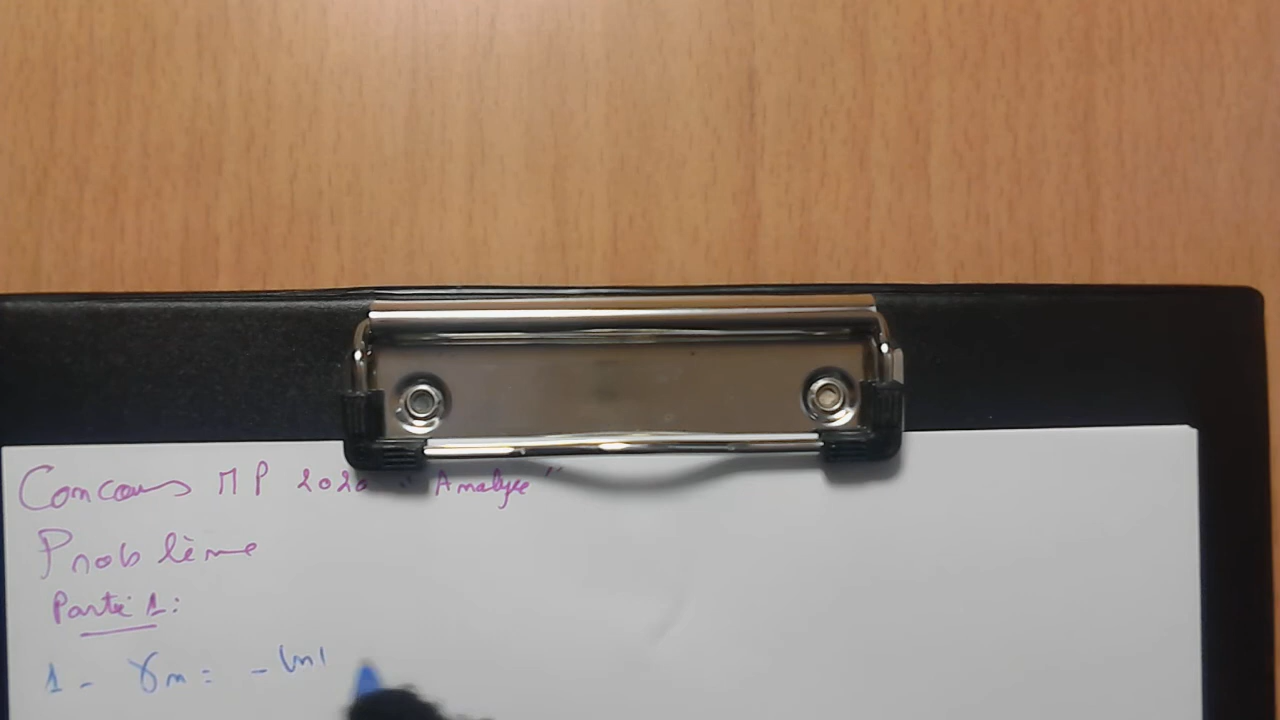 Concours MP 2020 "Analyse"
Problème
Partie 1:
1 - γn = - ln(